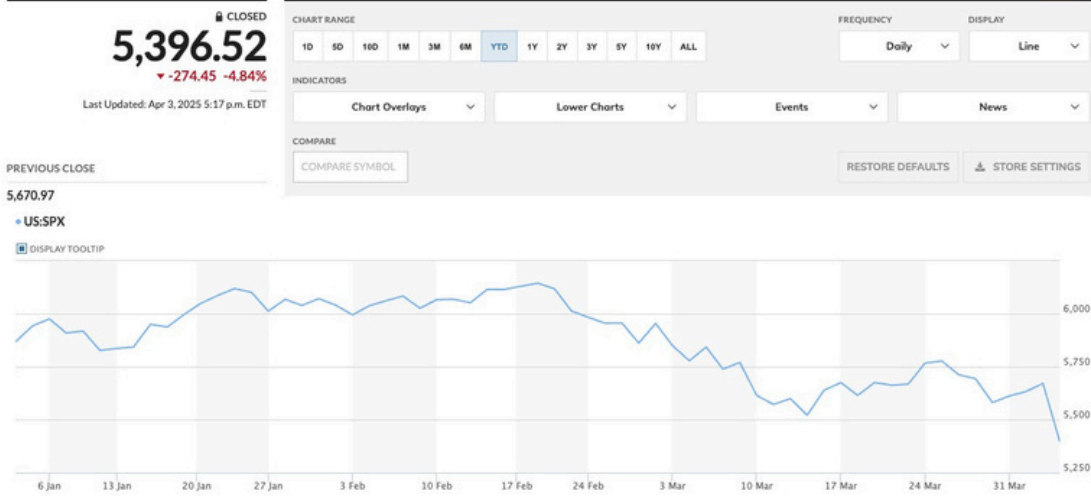 CLOSED
5,396.52
-274.45 -4.84%
Last Updated: Apr 3, 2025 5:17 p.m. EDT
PREVIOUS CLOSE
5,670.97
US:SPX
DISPLAY TOOLTIP
CHART RANGE
1D 5D 10D 1M 3M 6M YTD 1Y 2Y 3Y 5Y 10Y ALL
FREQUENCY
Daily
DISPLAY
Line
INDICATORS
Chart Overlays Lower Charts Events News
COMPARE
COMPARE SYMBOL
RESTORE DEFAULTS STORE SETTINGS
6,000
5,750
5,500
5,250
6 Jan 13 Jan 20 Jan 27 Jan 3 Feb 10 Feb 17 Feb 24 Feb 3 Mar 10 Mar 17 Mar 24 Mar 31 Mar